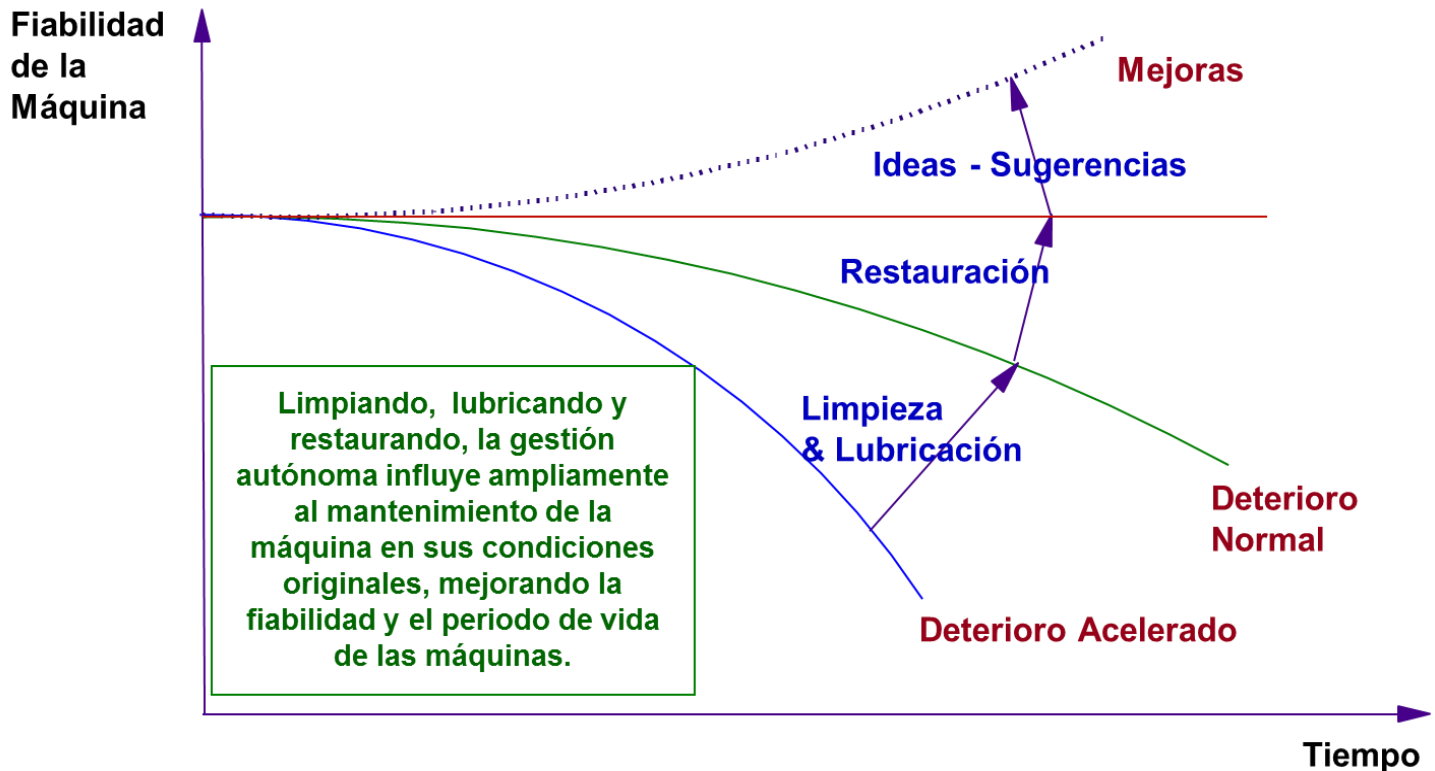 Fiabilidad
de la
Máquina
Mejoras
Ideas - Sugerencias
Restauración
Limpieza
& Lubricación
Limpiando, lubricando y
restaurando, la gestión
autónoma influye ampliamente
al mantenimiento de la
máquina en sus condiciones
originales, mejorando la
fiabilidad y el periodo de vida
de las máquinas.
Deterioro
Normal
Deterioro Acelerado
Tiempo